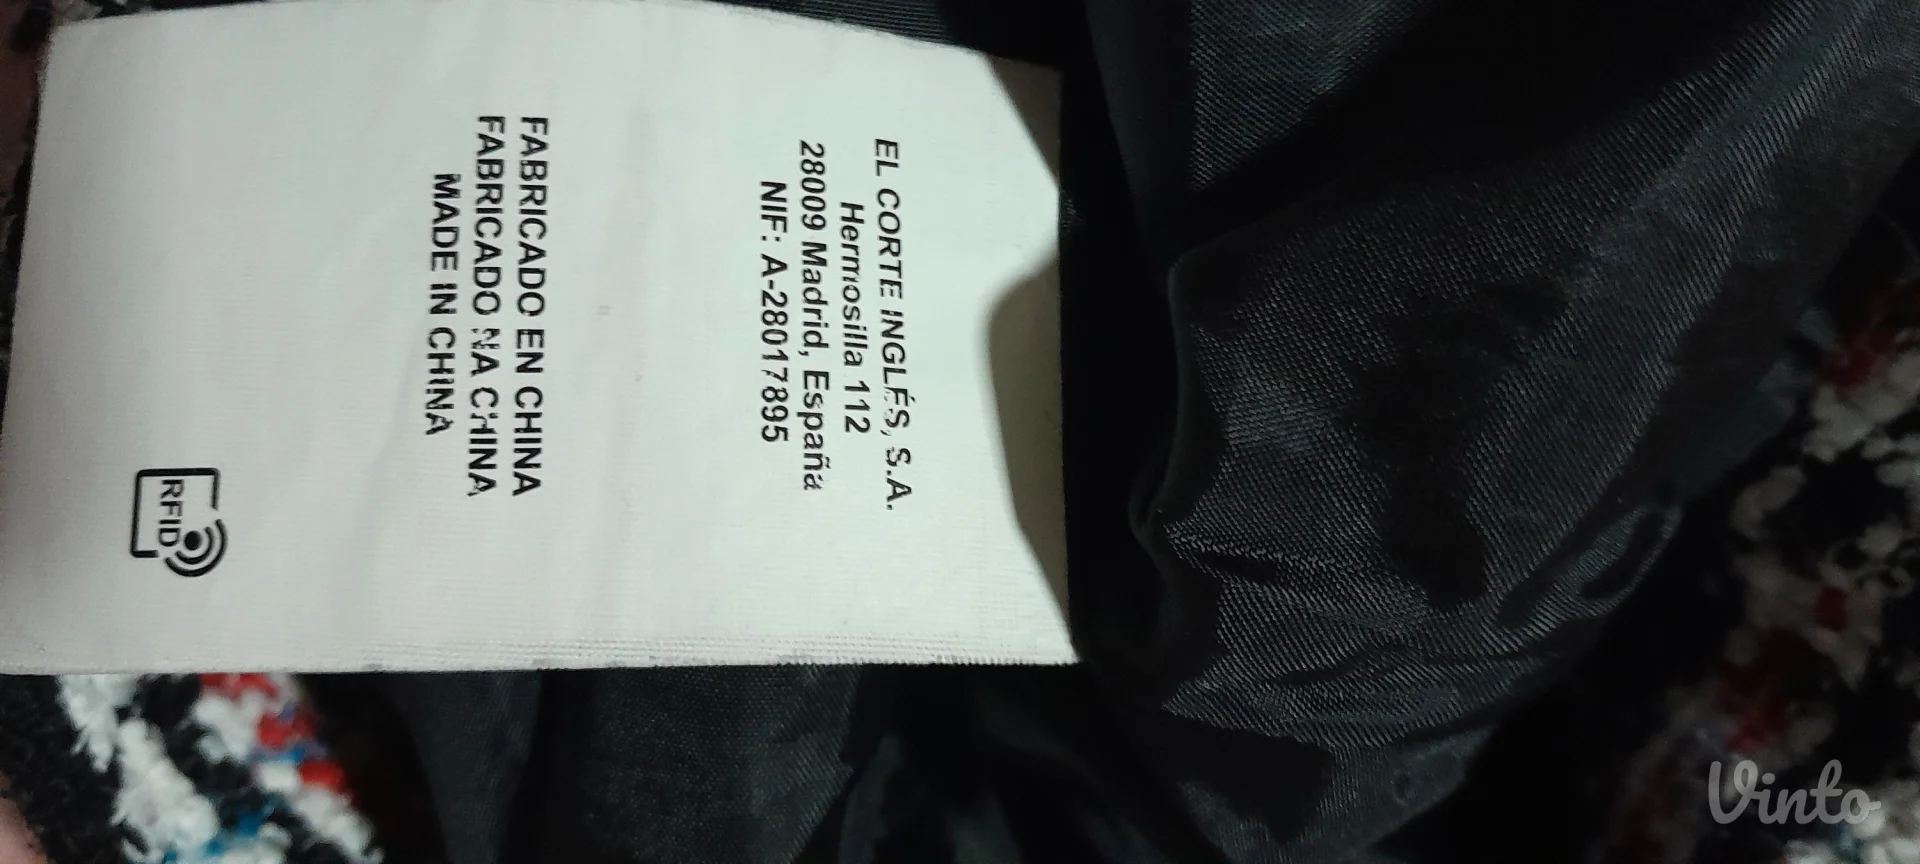 EL CORTE INGLÉS, S.A.
Hermosilla 112
28009 Madrid, España
NIF: A-28017895
FABRICADO EN CHINA
FABRICADO NA CHINA
MADE IN CHINA
RFID
Vinto